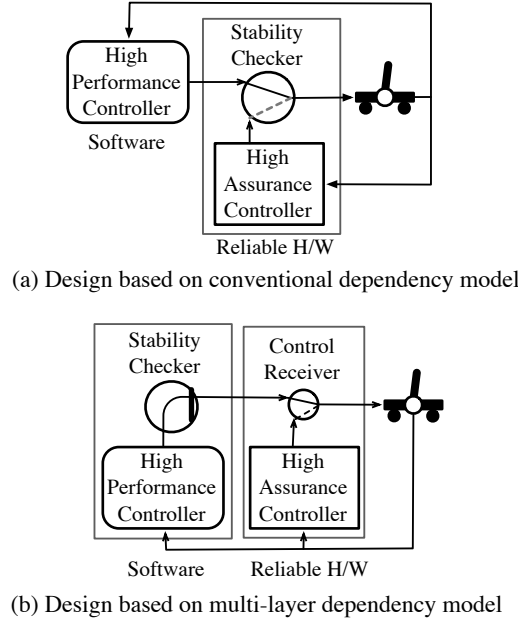 Stability
Checker
High
Performance
Controller
Software
High
Assurance
Controller
Reliable H/W
(a) Design based on conventional dependency model
Stability
Checker
Control
Receiver
High
Performance
Controller
High
Assurance
Controller
Software
Reliable H/W
(b) Design based on multi-layer dependency model